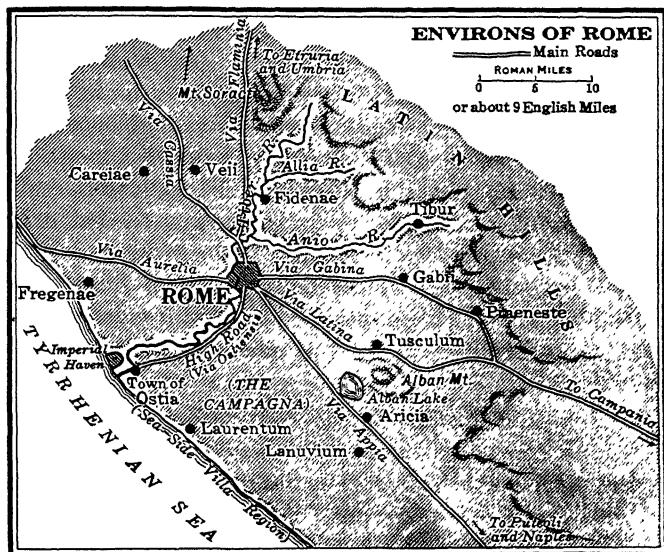 ENVIRONS OF ROME
Main Roads
ROMAN MILES
0 5 10
or about 9 English Miles
To Etruria
and Umbria
Mt. Soracte
Via Flaminia
Via Cassia
LATIN HILLS
Careiae
Veii
Allia R.
Tiber
R.
Fidenae
Tibur
Anio R.
Via Aurelia
Via Gabina
Gabii
Fregenae
ROME
Praeneste
Via Latina
High Road
Via Ostiensis
Tusculum
Imperial
Haven
Town of
Ostia
(THE
CAMPAGNA)
Alban Mt.
Alban Lake
To Campania
Aricia
Via Appia
Laurentum
Lanuvium
(Sea-Side-Villa-Region)
TYRRHENIAN SEA
To Puteoli
and Naples